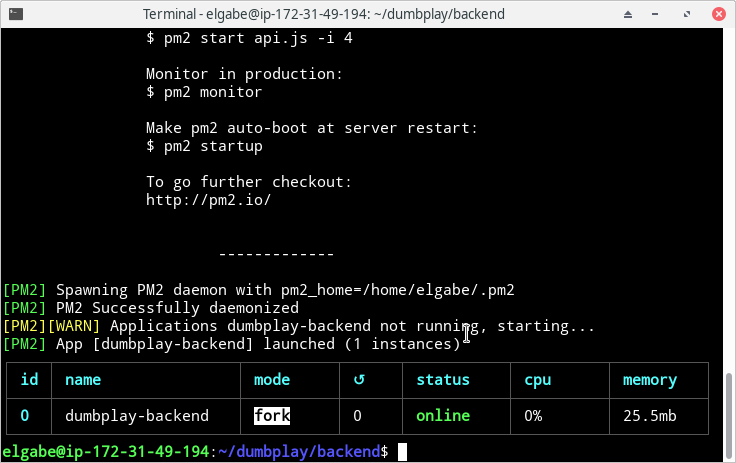 Terminal - elgabe@ip-172-31-49-194: ~/dumbplay/backend
$ pm2 start api.js -i 4
Monitor in production:
$ pm2 monitor
Make pm2 auto-boot at server restart:
$ pm2 startup
To go further checkout:
http://pm2.io/
-------------
[PM2] Spawning PM2 daemon with pm2_home=/home/elgabe/.pm2
[PM2] PM2 Successfully daemonized
[PM2][WARN] Applications dumbplay-backend not running, starting...
[PM2] App [dumbplay-backend] launched (1 instances)
id name mode ↺ status cpu memory
0 dumbplay-backend fork 0 online 0% 25.5mb
elgabe@ip-172-31-49-194:~/dumbplay/backend$